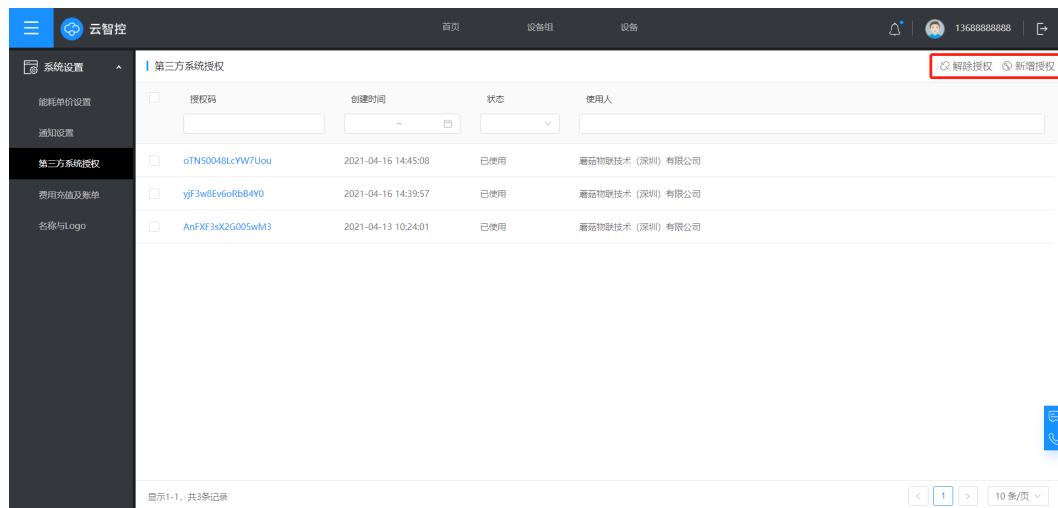 云智控
首页
设备组
设备
13688888888
系统设置
能耗单价设置
通知设置
第三方系统授权
费用充值及账单
名称与Logo
第三方系统授权
解除授权
新增授权
授权码
创建时间
状态
使用人
~
oTN50048LcYW7Uou
2021-04-16 14:45:08
已使用
蘑菇物联技术（深圳）有限公司
yjF3w8Ev6oRbB4Y0
2021-04-16 14:39:57
已使用
蘑菇物联技术（深圳）有限公司
AnFXF3sX2G005wM3
2021-04-13 10:24:01
已使用
蘑菇物联技术（深圳）有限公司
显示1-1，共3条记录
<
1
>
10 条/页